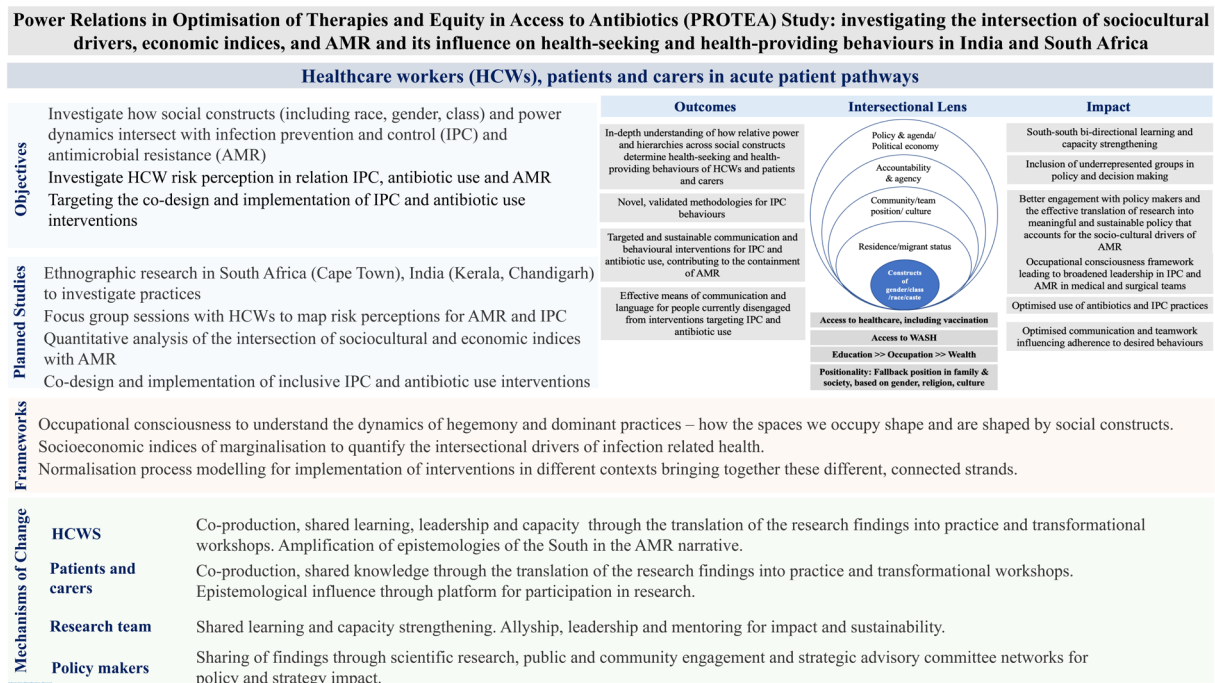 Power Relations in Optimisation of Therapies and Equity in Access to Antibiotics (PROTEA) Study: investigating the intersection of sociocultural
drivers, economic indices, and AMR and its influence on health-seeking and health-providing behaviours in India and South Africa
Healthcare workers (HCWs), patients and carers in acute patient pathways
Objectives
Investigate how social constructs (including race, gender, class) and power
dynamics intersect with infection prevention and control (IPC) and
antimicrobial resistance (AMR)
Investigate HCW risk perception in relation IPC, antibiotic use and AMR
Targeting the co-design and implementation of IPC and antibiotic use
interventions
Planned Studies
Ethnographic research in South Africa (Cape Town), India (Kerala, Chandigarh)
to investigate practices
Focus group sessions with HCWs to map risk perceptions for AMR and IPC
Quantitative analysis of the intersection of sociocultural and economic indices
with AMR
Co-design and implementation of inclusive IPC and antibiotic use interventions
Outcomes
In-depth understanding of how relative power
and hierarchies across social constructs
determine health-seeking and health-
providing behaviours of HCWs and patients
and carers
Novel, validated methodologies for IPC
behaviours
Targeted and sustainable communication and
behavioural interventions for IPC and
antibiotic use, contributing to the containment
of AMR
Effective means of communication and
language for people currently disengaged
from interventions targeting IPC and
antibiotic use
Intersectional Lens
Policy & agenda/
Political economy
Accountability
& agency
Community/team
position/ culture
Residence/migrant status
Constructs
of
gender/class
/race/caste
Access to healthcare, including vaccination
Access to WASH
Education >> Occupation >> Wealth
Positionality: Fallback position in family &
society, based on gender, religion, culture
Impact
South-south bi-directional learning and
capacity strengthening
Inclusion of underrepresented groups in
policy and decision making
Better engagement with policy makers and
the effective translation of research into
meaningful and sustainable policy that
accounts for the socio-cultural drivers of
AMR
Occupational consciousness framework
leading to broadened leadership in IPC and
AMR in medical and surgical teams
Optimised use of antibiotics and IPC practices
Optimised communication and teamwork
influencing adherence to desired behaviours
Frameworks
Occupational consciousness to understand the dynamics of hegemony and dominant practices – how the spaces we occupy shape and are shaped by social constructs.
Socioeconomic indices of marginalisation to quantify the intersectional drivers of infection related health.
Normalisation process modelling for implementation of interventions in different contexts bringing together these different, connected strands.
Mechanisms of Change
HCWS
Co-production, shared learning, leadership and capacity through the translation of the research findings into practice and transformational
workshops. Amplification of epistemologies of the South in the AMR narrative.
Patients and
carers
Co-production, shared knowledge through the translation of the research findings into practice and transformational workshops.
Epistemological influence through platform for participation in research.
Research team
Shared learning and capacity strengthening. Allyship, leadership and mentoring for impact and sustainability.
Policy makers
Sharing of findings through scientific research, public and community engagement and strategic advisory committee networks for
policy and strategy impact.